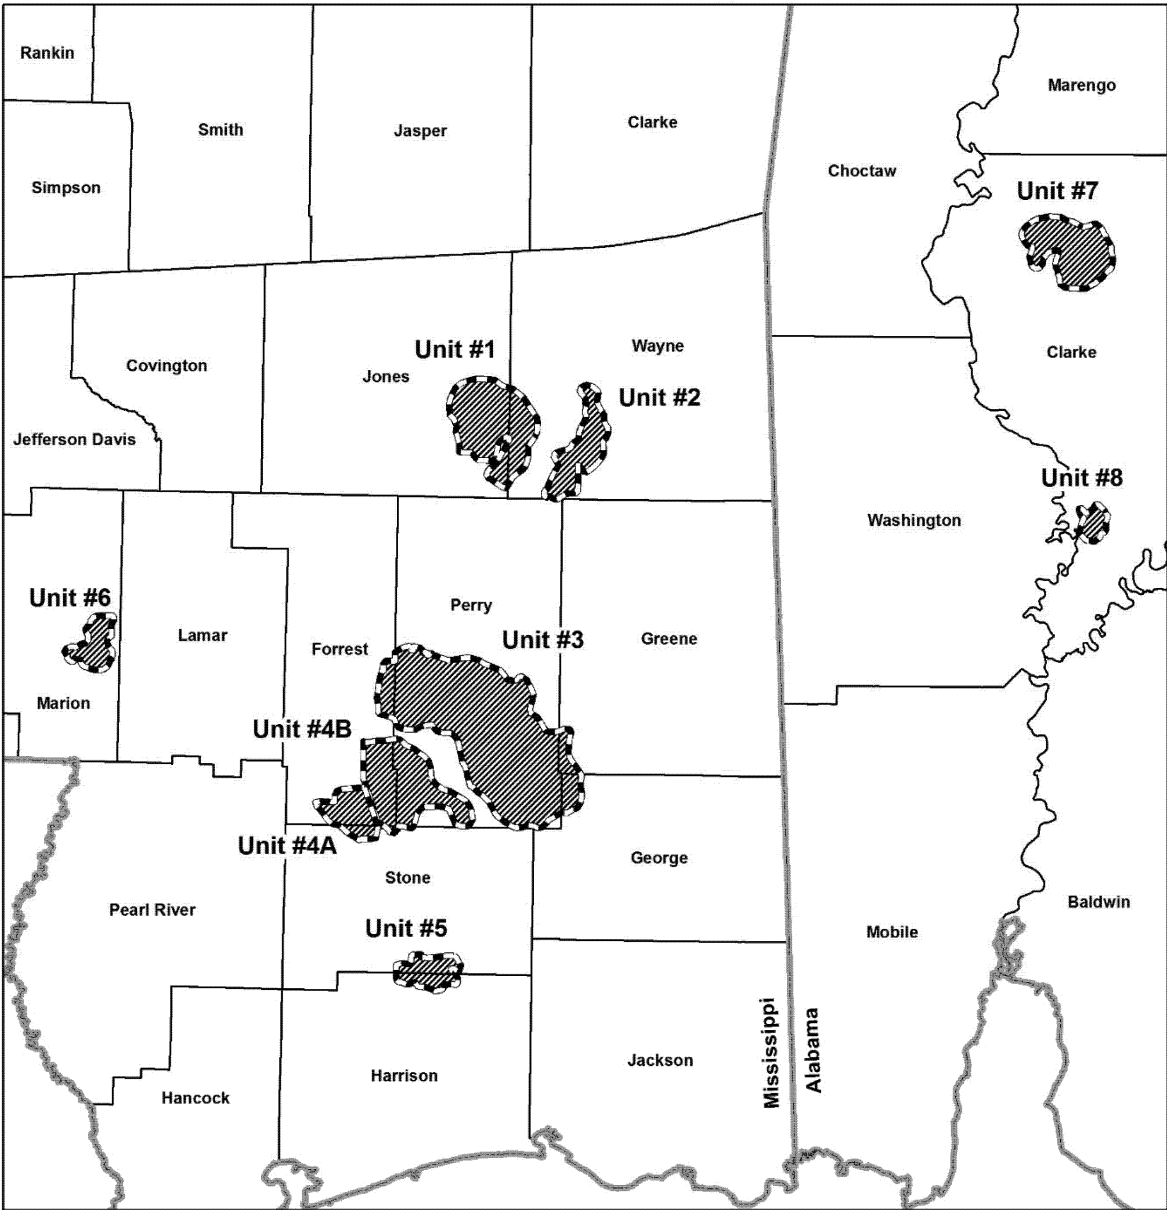 Rankin
Marengo
Smith
Jasper
Clarke
Choctaw
Simpson
Unit #7
Unit #1
Wayne
Clarke
Covington
Jones
Unit #2
Jefferson Davis
Unit #8
Washington
Unit #6
Perry
Lamar
Forrest
Unit #3
Greene
Marion
Unit #4B
Unit #4A
George
Stone
Pearl River
Baldwin
Unit #5
Mobile
Mississippi
Alabama
Jackson
Harrison
Hancock